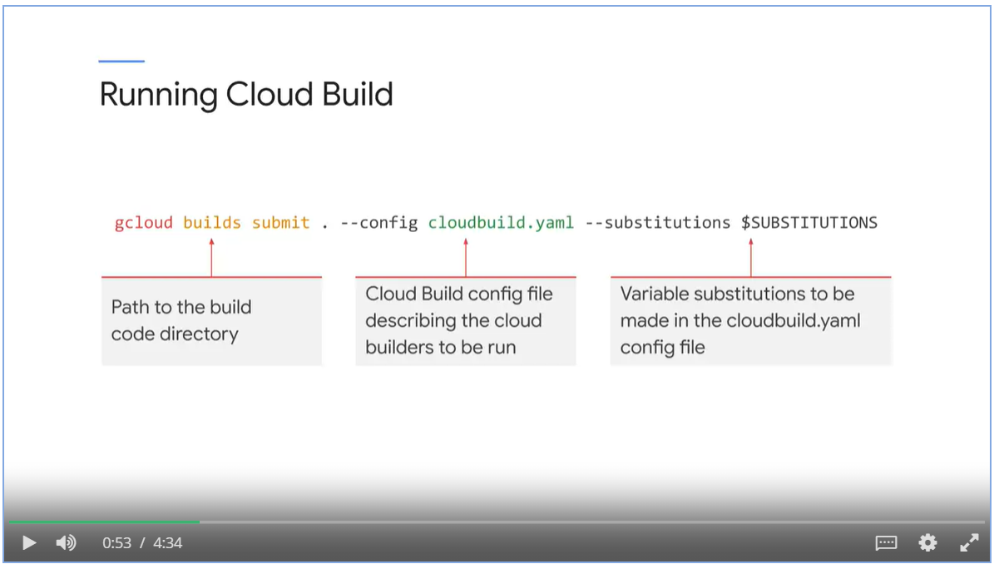 Running Cloud Build
gcloud builds submit . --config cloudbuild.yaml --substitutions $SUBSTITUTIONS
Path to the build
code directory
Cloud Build config file
describing the cloud
builders to be run
Variable substitutions to be
made in the cloudbuild.yaml
config file
0:53 / 4:34